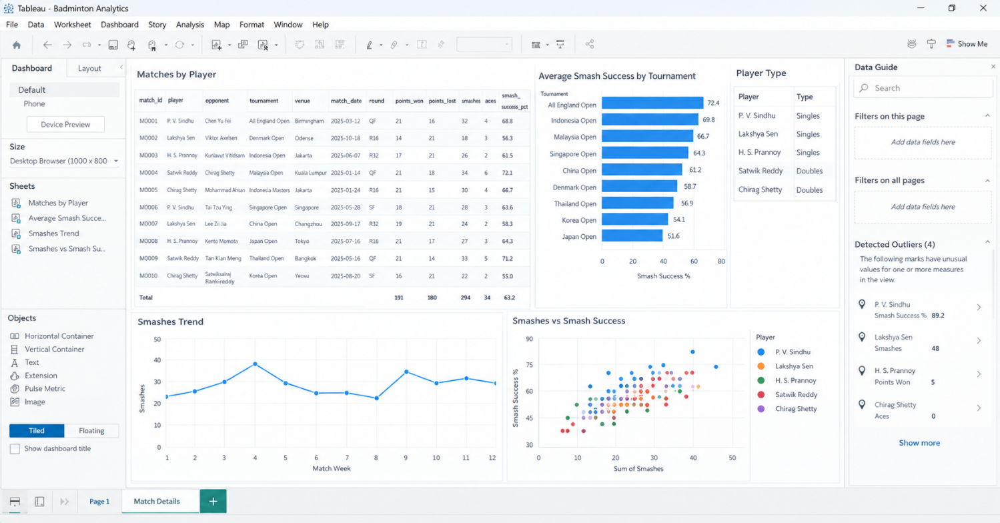 Tableau - Badminton Analytics
File Data Worksheet Dashboard Story Analysis Map Format Window Help
Show Me
Dashboard Layout
Default
Phone
Device Preview
Size
Desktop Browser (1000 x 800
Sheets
Matches by Player
Average Smash Succe...
Smashes Trend
Smashes vs Smash Su...
Objects
Horizontal Container
Vertical Container
Text
Extension
Pulse Metric
Image
Tiled Floating
Show dashboard title
Matches by Player
match_id player opponent tournament venue match_date round points_won points_lost smashes aces smash_success_pct
M0001 P. V. Sindhu Chen Yu Fei All England Open Birmingham 2025-03-12 QF 21 16 32 4 68.8
M0002 Lakshya Sen Viktor Axelsen Denmark Open Odense 2025-10-18 R16 14 21 18 3 56.3
M0003 H. S. Prannoy Kunlavut Vitidsarn Indonesia Open Jakarta 2025-06-07 R32 17 21 26 2 61.5
M0004 Satwik Reddy Chirag Shetty Malaysia Open Kuala Lumpur 2025-01-14 QF 21 18 34 6 72.1
M0005 Chirag Shetty Mohammad Ahsan Indonesia Masters Jakarta 2025-01-24 R16 21 15 30 4 66.7
M0006 P. V. Sindhu Tai Tzu Ying Singapore Open Singapore 2025-05-28 SF 18 21 28 3 63.6
M0007 Lakshya Sen Lee Zii Jia China Open Changzhou 2025-09-17 R32 19 21 24 2 58.3
M0008 H. S. Prannoy Kento Momota Japan Open Tokyo 2025-07-16 R16 21 17 27 3 64.3
M0009 Satwik Reddy Tan Kian Meng Thailand Open Bangkok 2025-05-16 QF 21 14 33 5 71.2
M0010 Chirag Shetty Satwiksairaj Rankireddy Korea Open Yeosu 2025-08-20 SF 16 21 22 2 55.0
Total 191 180 294 34 63.2
Average Smash Success by Tournament
Tournament
All England Open 72.4
Indonesia Open 69.8
Malaysia Open 66.7
Singapore Open 64.3
China Open 61.2
Denmark Open 58.7
Thailand Open 56.9
Korea Open 54.1
Japan Open 51.6
0 20 40 60 80
Smash Success %
Player Type
Player Type
P. V. Sindhu Singles
Lakshya Sen Singles
H. S. Prannoy Singles
Satwik Reddy Doubles
Chirag Shetty Doubles
Smashes Trend
Smashes
50
40
30
20
10
0
1 2 3 4 5 6 7 8 9 10 11 12
Match Week
Smashes vs Smash Success
Smash Success %
90
75
60
45
30
0 10 20 30 40 50
Sum of Smashes
Player
P. V. Sindhu
Lakshya Sen
H. S. Prannoy
Satwik Reddy
Chirag Shetty
Data Guide
Search
Filters on this page
Add data fields here
Filters on all pages
Add data fields here
Detected Outliers (4)
The following marks have unusual
values for one or more measures
in the view.
P. V. Sindhu
Smash Success % 89.2
Lakshya Sen
Smashes 48
H. S. Prannoy
Points Won 5
Chirag Shetty
Aces 0
Show more
Page 1 Match Details +